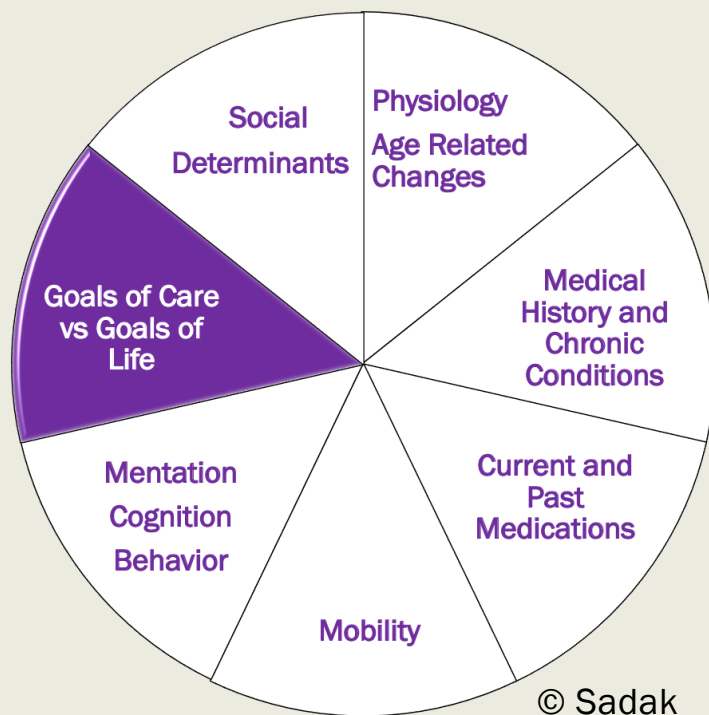 Social
Determinants
Physiology
Age Related
Changes
Medical
History and
Chronic
Conditions
Current and
Past
Medications
Mobility
Mentation
Cognition
Behavior
Goals of Care
vs Goals of
Life
© Sadak